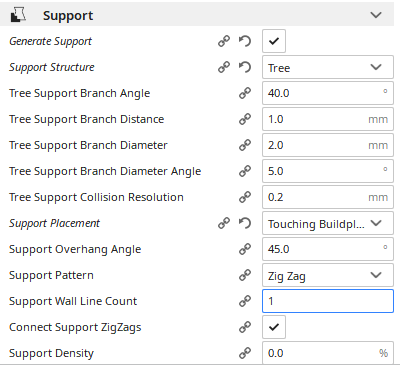 Support
Generate Support
Support Structure Tree
Tree Support Branch Angle 40.0 °
Tree Support Branch Distance 1.0 mm
Tree Support Branch Diameter 2.0 mm
Tree Support Branch Diameter Angle 5.0 °
Tree Support Collision Resolution 0.2 mm
Support Placement Touching Buildpl...
Support Overhang Angle 45.0 °
Support Pattern Zig Zag
Support Wall Line Count 1
Connect Support ZigZags
Support Density 0.0 %